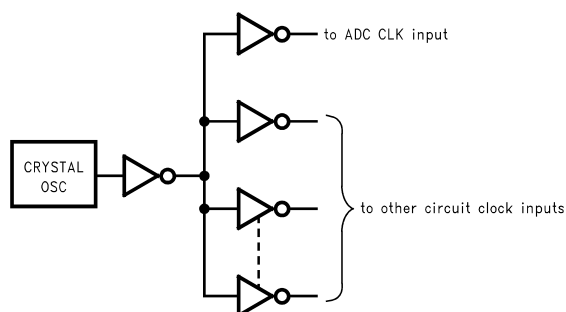 to ADC CLK input
CRYSTAL
OSC
to other circuit clock inputs